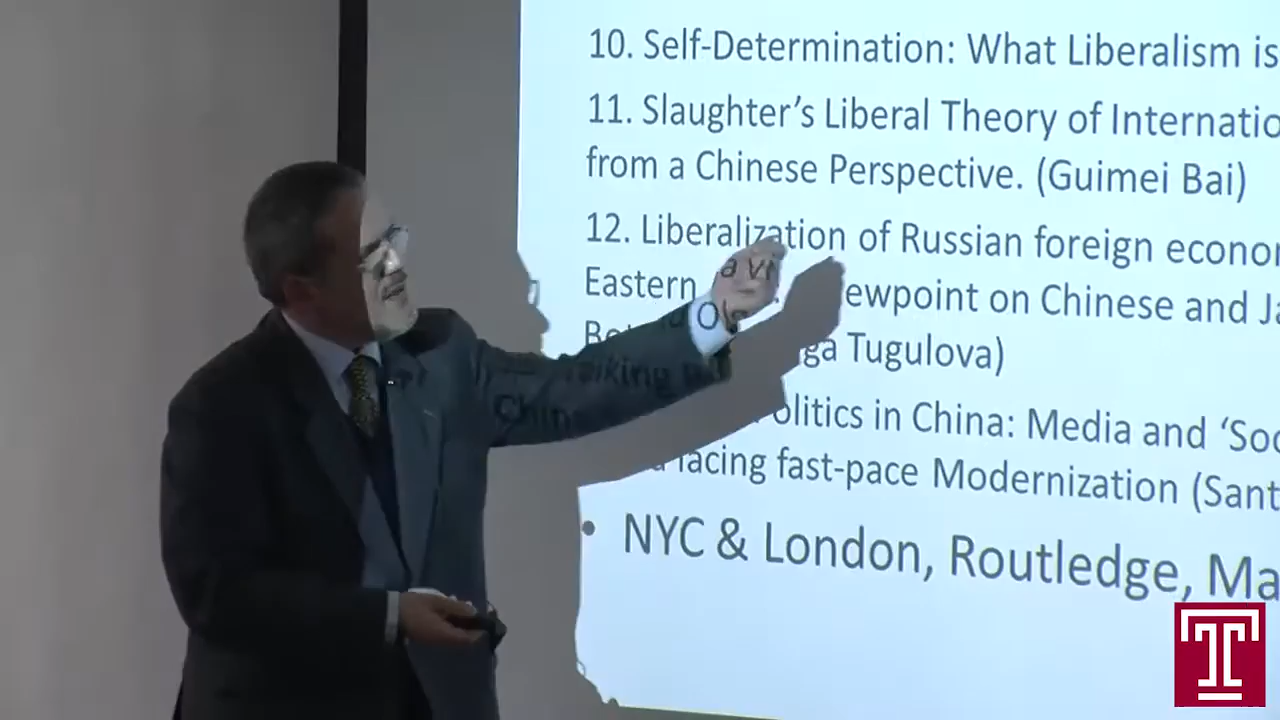 10. Self-Determination: What Liberalism is
11. Slaughter's Liberal Theory of Internatio
from a Chinese Perspective. (Guimei Bai)
12. Liberalization of Russian foreign econo
Eastern a viewpoint on Chinese and Ja
ga Tugulova)
olitics in China: Media and ‘Soc
facing fast-pace Modernization (Sant
• NYC & London, Routledge, Ma
T